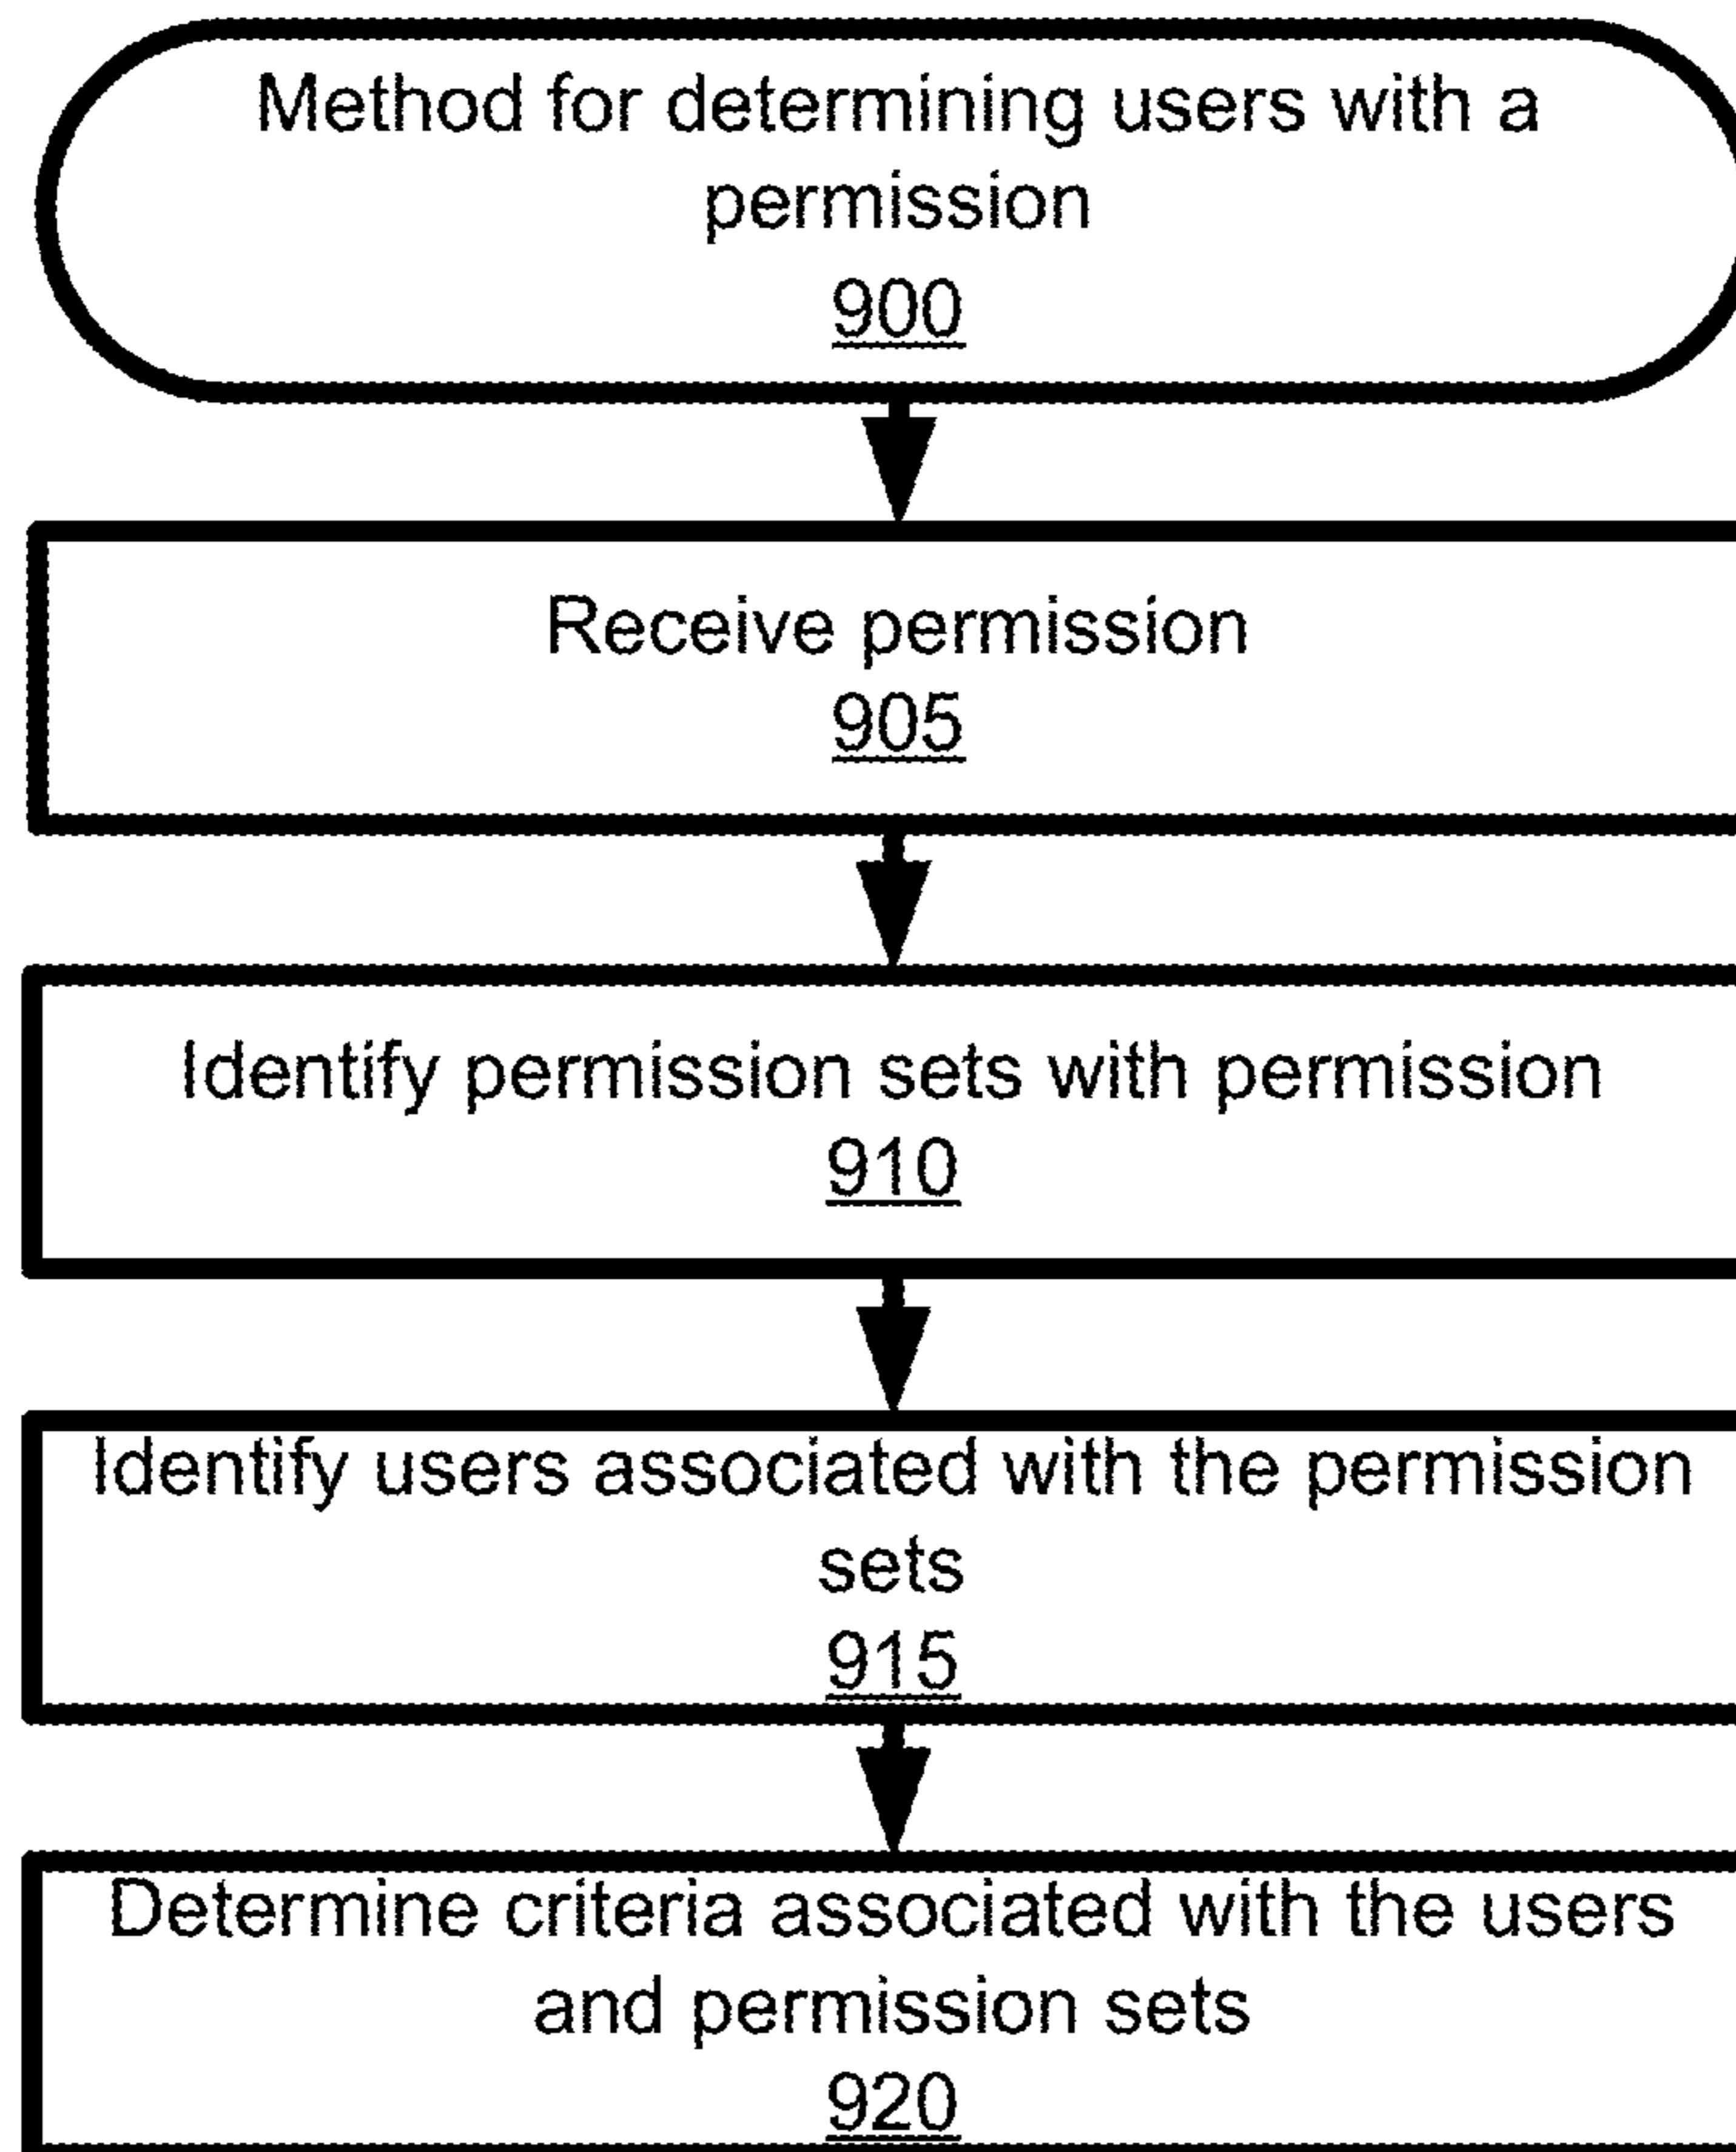 Method for determining users with a
permission
900
Receive permission
905
Identify permission sets with permission
910
Identify users associated with the permission
sets
915
Determine criteria associated with the users
and permission sets
920